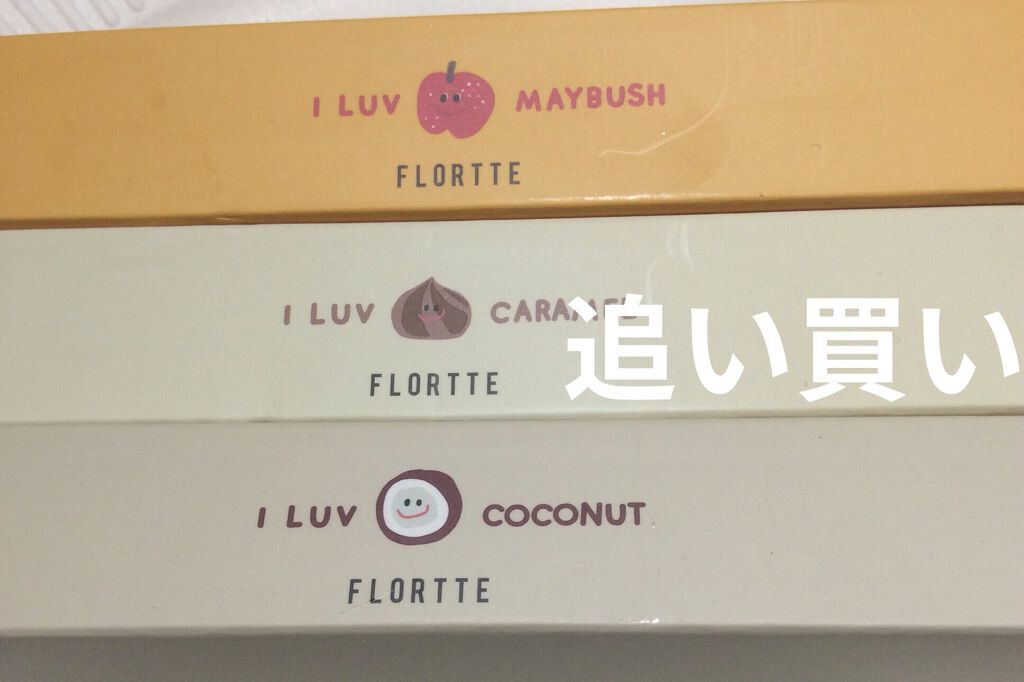 I LUV MAYBUSH
FLORTTE
I LUV
追い買い
FLORTTE
I LUV COCONUT
FLORTTE